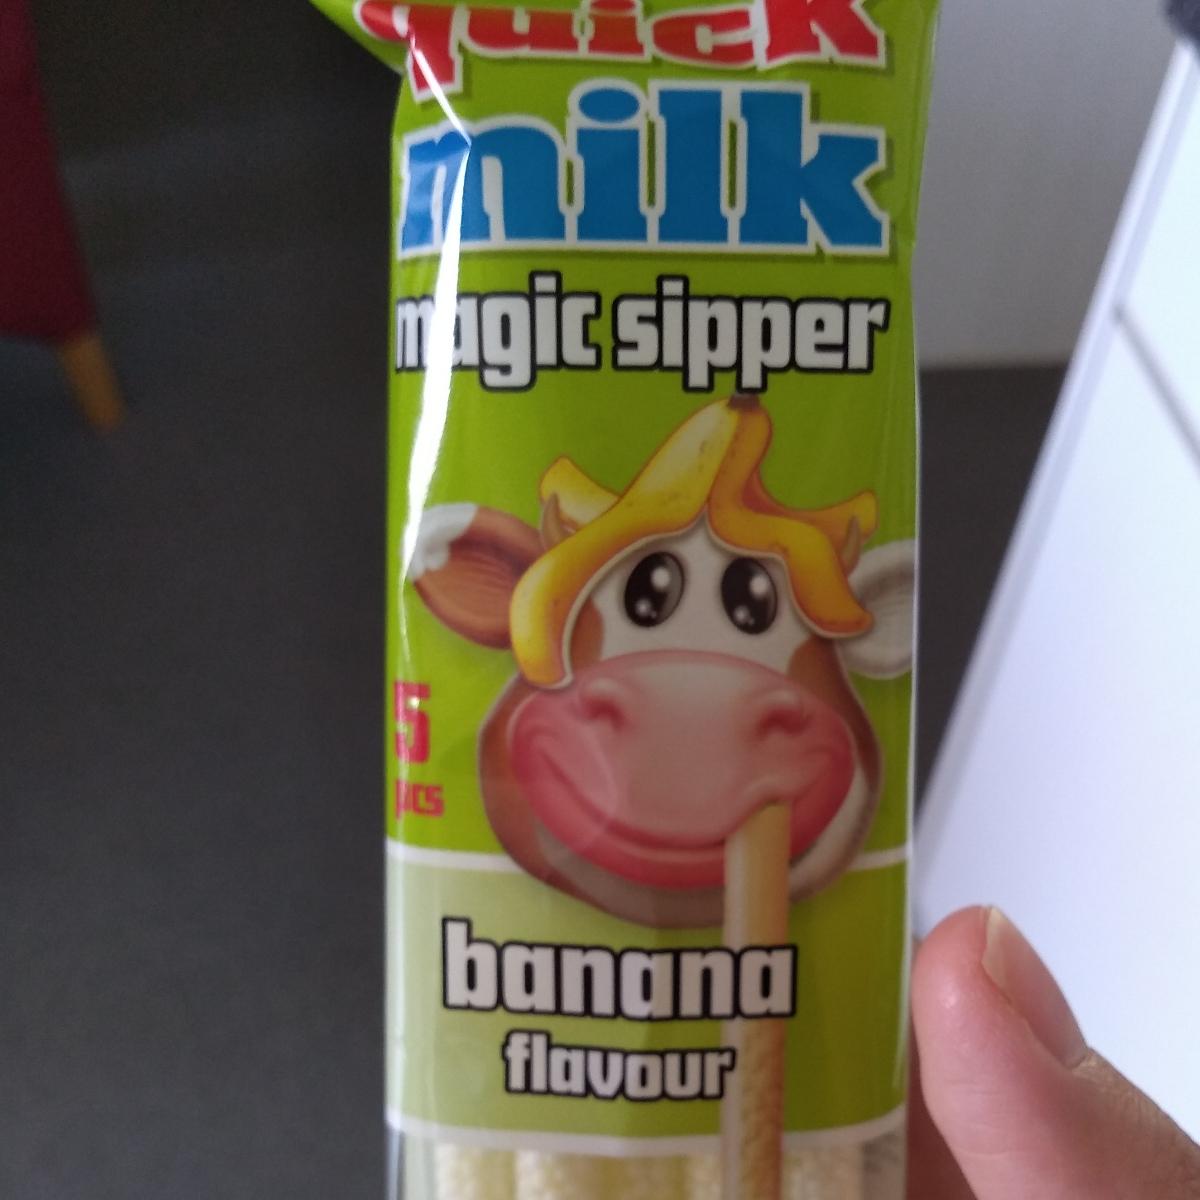 quick
milk
magic sipper
5
pcs
banana
flavour